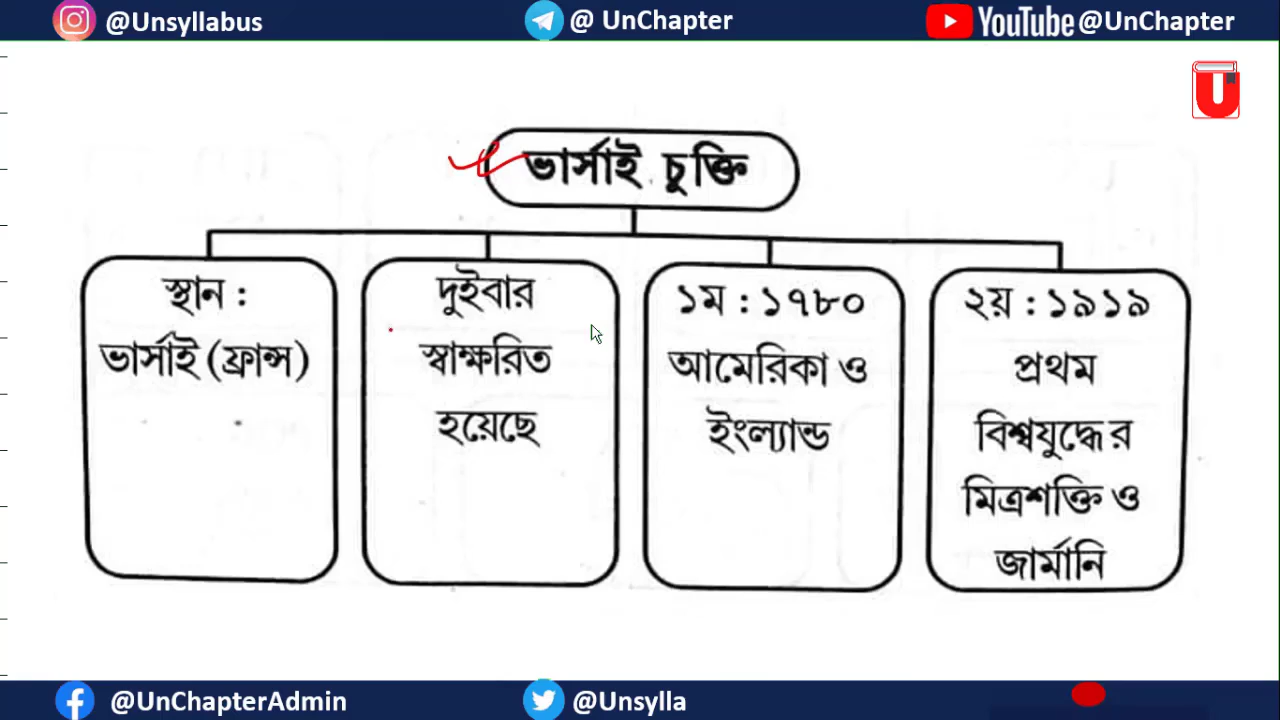 @Unsyllabus
@ UnChapter
YouTube @UnChapter
U
ভার্সাই চুক্তি
স্থান :
ভার্সাই (ফ্রান্স)
দুইবার
স্বাক্ষরিত
হয়েছে
১ম : ১৭৮০
আমেরিকা ও
ইংল্যান্ড
২য় : ১৯১৯
প্রথম
বিশ্বযুদ্ধের
মিত্রশক্তি ও
জার্মানি
@UnChapterAdmin
@Unsylla